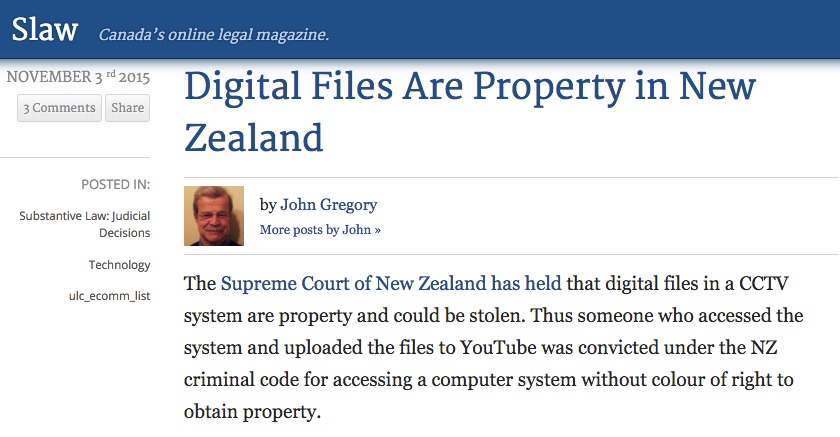 Slaw Canada's online legal magazine.
NOVEMBER 3 rd 2015
3 Comments Share
POSTED IN:
Substantive Law: Judicial
Decisions
Technology
ulc_ecomm_list
Digital Files Are Property in New
Zealand
by John Gregory
More posts by John »
The Supreme Court of New Zealand has held that digital files in a CCTV
system are property and could be stolen. Thus someone who accessed the
system and uploaded the files to YouTube was convicted under the NZ
criminal code for accessing a computer system without colour of right to
obtain property.